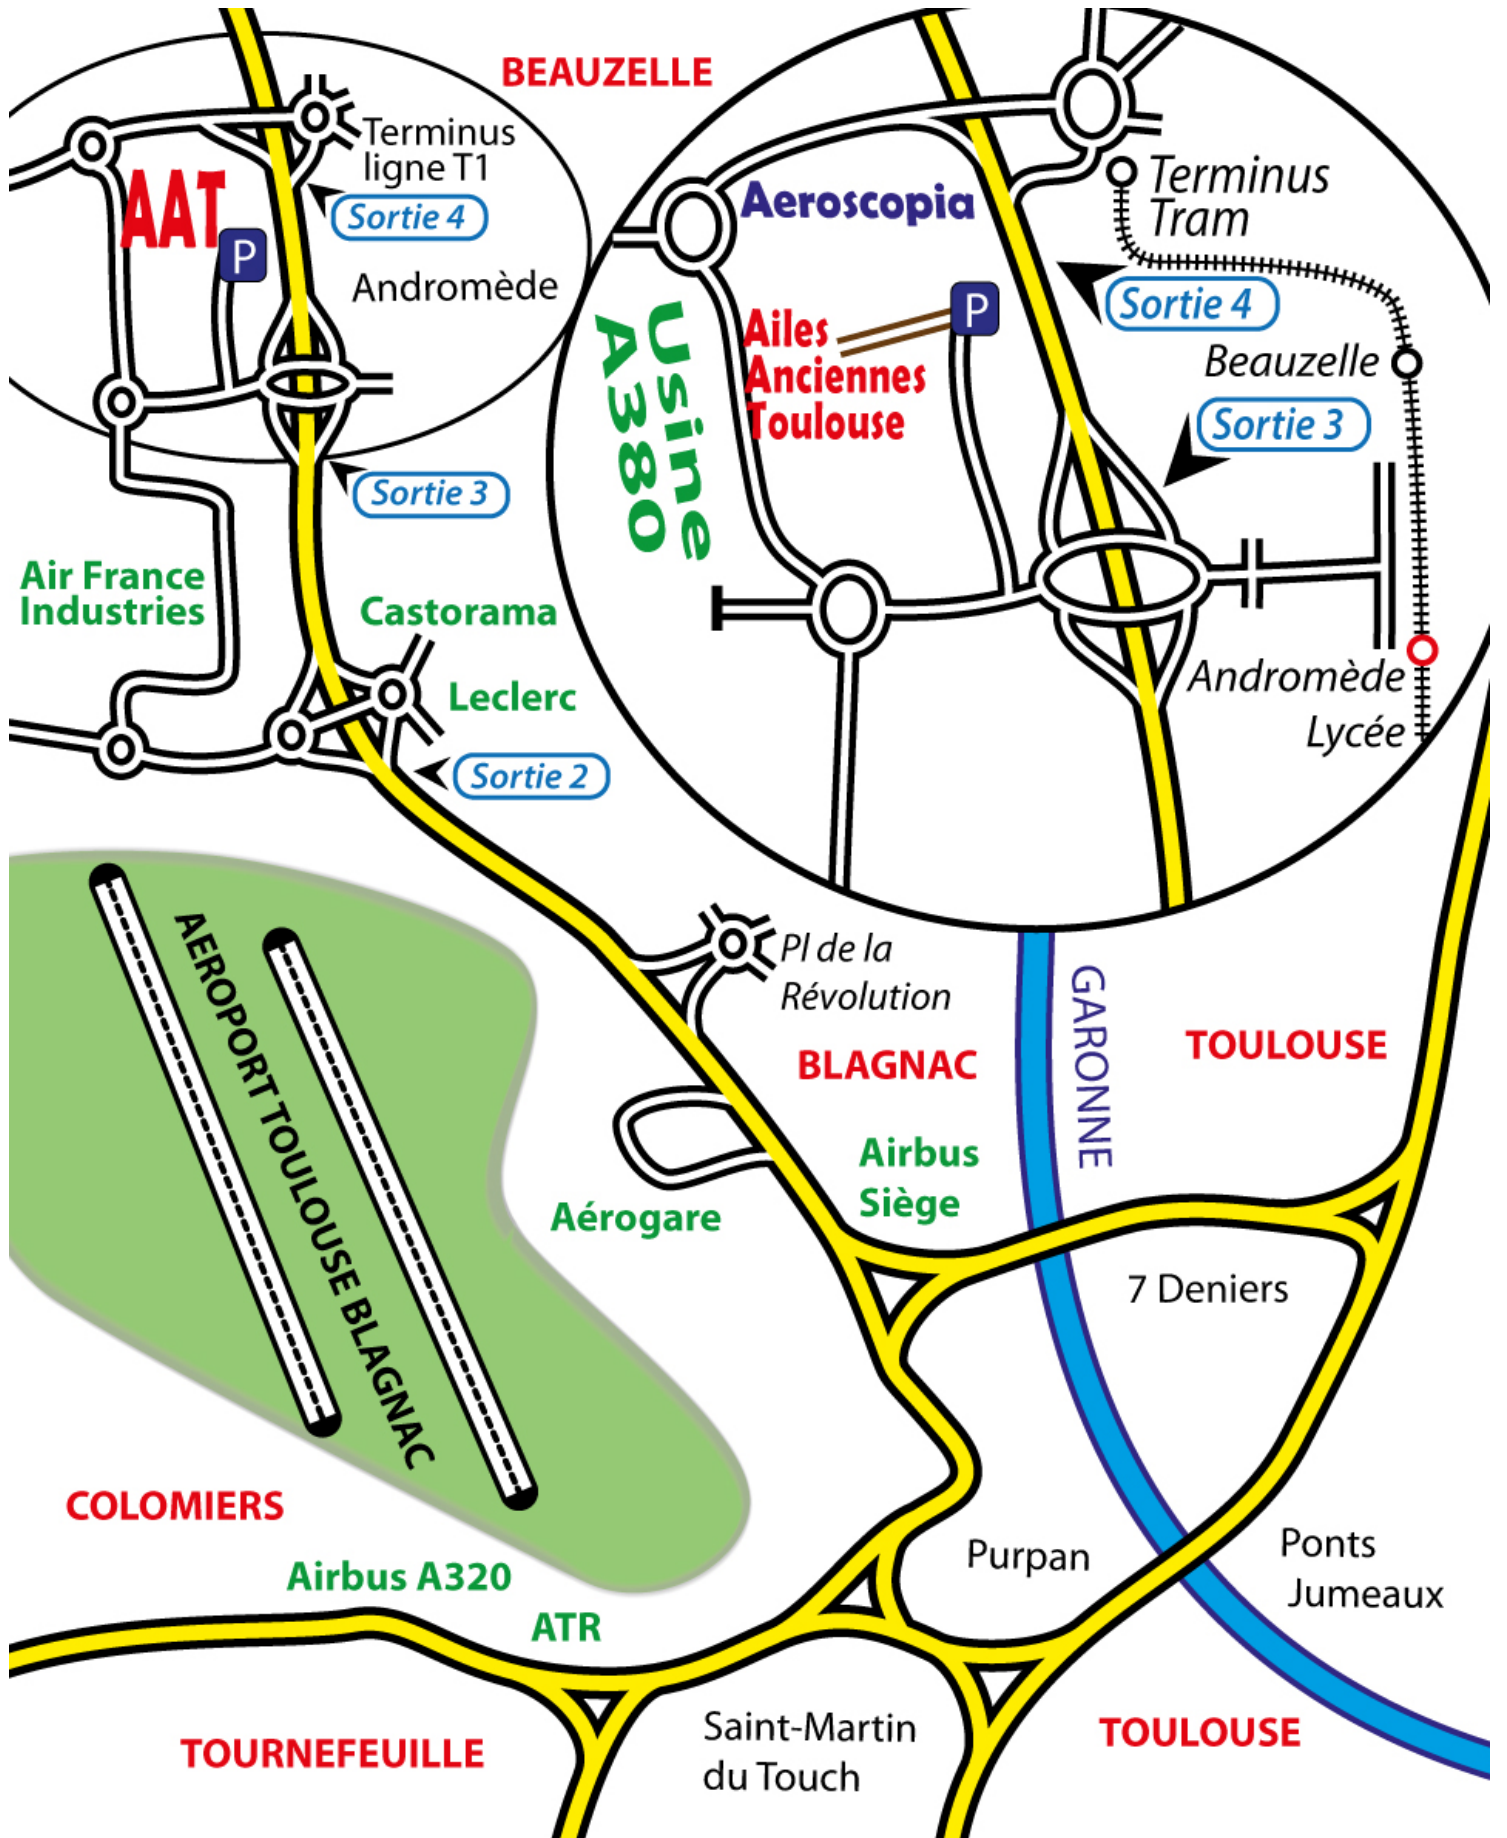 BEAUZELLE
Terminus
ligne T1
AAT
Sortie 4
P
Andromède
Sortie 3
Aeroscopia
Terminus
Tram
Sortie 4
P
Usine
A380
Ailes
Anciennes
Toulouse
Beauzelle
Sortie 3
Andromède
Lycée
Air France
Industries
Castorama
Leclerc
Sortie 2
AEROPORT TOULOUSE BLAGNAC
Pl de la
Révolution
BLAGNAC
GARONNE
TOULOUSE
Airbus
Siège
Aérogare
7 Deniers
COLOMIERS
Airbus A320
ATR
Purpan
Ponts
Jumeaux
TOURNEFEUILLE
Saint-Martin
du Touch
TOULOUSE